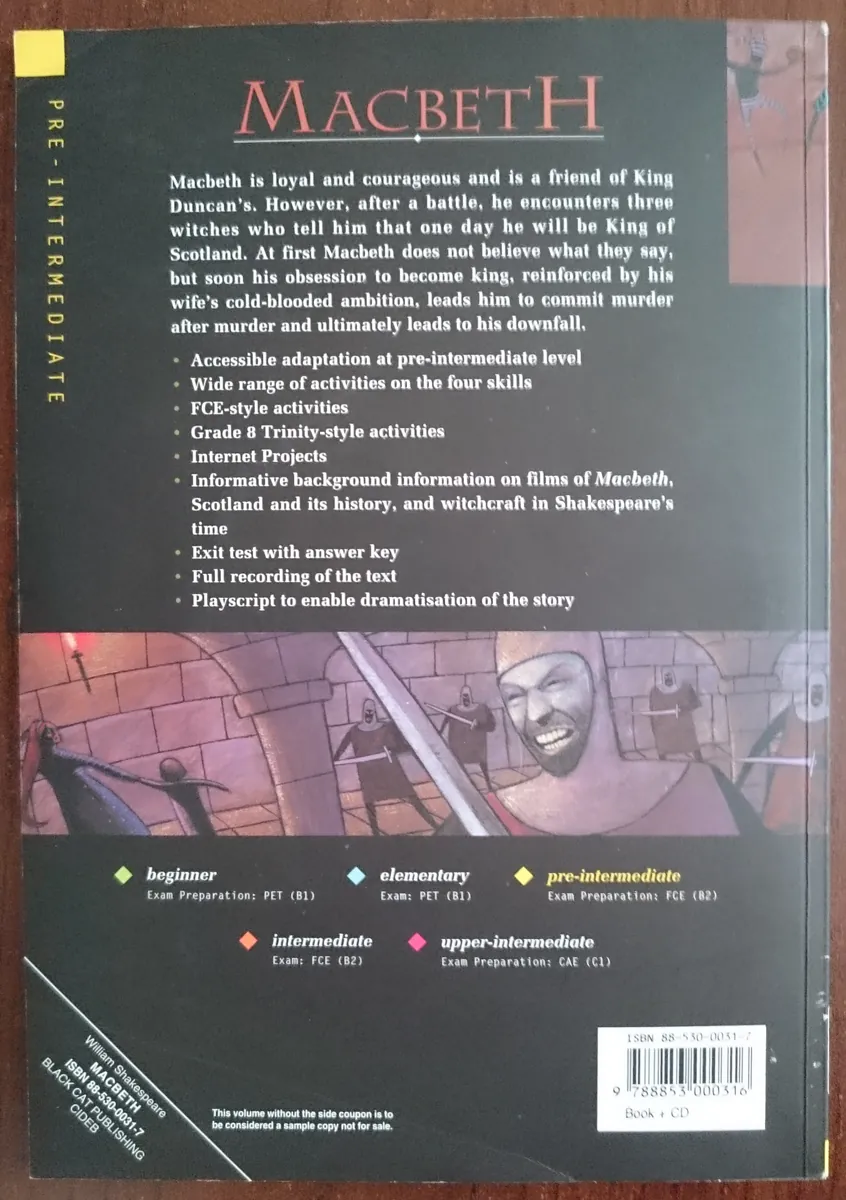 PRE-INTERMEDIATE
MACBETH
Macbeth is loyal and courageous and is a friend of King
Duncan's. However, after a battle, he encounters three
witches who tell him that one day he will be King of
Scotland. At first Macbeth does not believe what they say,
but soon his obsession to become king, reinforced by his
wife's cold-blooded ambition, leads him to commit murder
after murder and ultimately leads to his downfall.
• Accessible adaptation at pre-intermediate level
• Wide range of activities on the four skills
• FCE-style activities
• Grade 8 Trinity-style activities
• Internet Projects
• Informative background information on films of Macbeth,
Scotland and its history, and witchcraft in Shakespeare's
time
• Exit test with answer key
• Full recording of the text
• Playscript to enable dramatisation of the story
beginner
Exam Preparation: PET (B1)
elementary
Exam: PET (B1)
pre-intermediate
Exam Preparation: FCE (B2)
intermediate
Exam: FCE (B2)
upper-intermediate
Exam Preparation: CAE (C1)
William Shakespeare
MACBETH
ISBN 88-530-0031-7
BLACK CAT PUBLISHING
CIDEB
This volume without the side coupon is to
be considered a sample copy not for sale.
ISBN 88-530-0031-7
9 788853 000316
Book + CD